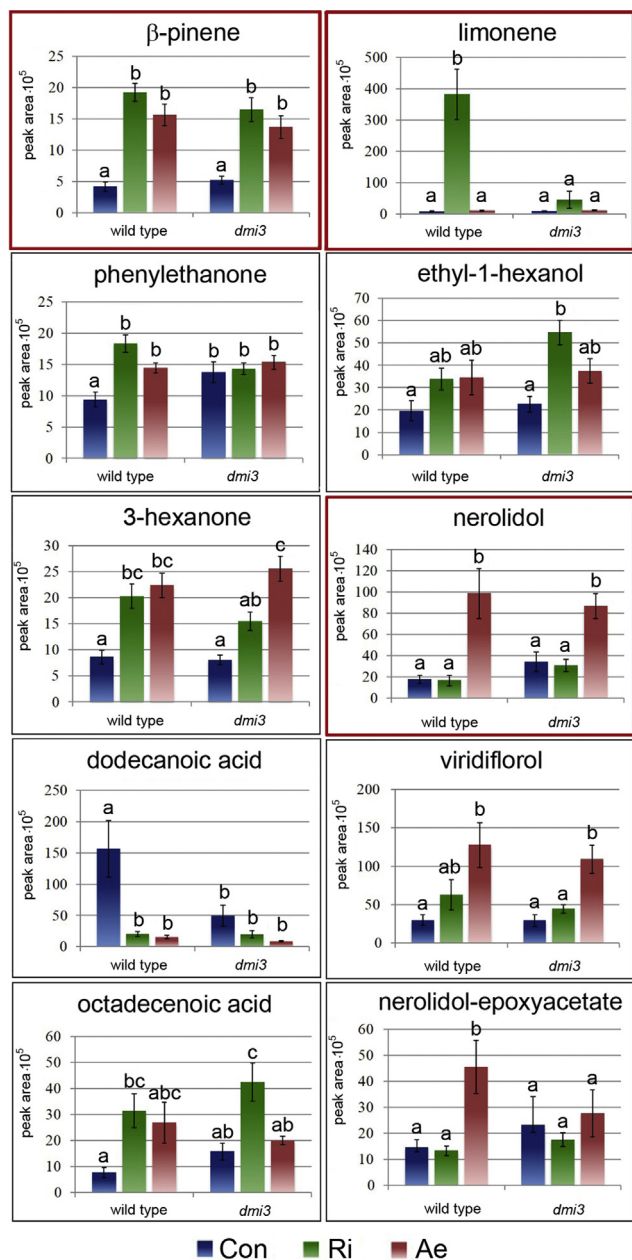 β-pinene
peak area·10⁵
25
20
15
10
5
0
a b b a b b
wild type dmi3
limonene
peak area·10⁵
500
400
300
200
100
0
a b a a a a
wild type dmi3
phenylethanone
peak area·10⁵
25
20
15
10
5
0
a b b b b b
wild type dmi3
ethyl-1-hexanol
peak area·10⁵
70
60
50
40
30
20
10
0
a ab ab a b ab
wild type dmi3
3-hexanone
peak area·10⁵
30
25
20
15
10
5
0
a bc bc a ab c
wild type dmi3
nerolidol
peak area·10⁵
140
120
100
80
60
40
20
0
a a b a a b
wild type dmi3
dodecanoic acid
peak area·10⁵
250
200
150
100
50
0
a b b b b b
wild type dmi3
viridiflorol
peak area·10⁵
200
150
100
50
0
a ab b a a b
wild type dmi3
octadecenoic acid
peak area·10⁵
60
50
40
30
20
10
0
a bc abc ab c ab
wild type dmi3
nerolidol-epoxyacetate
peak area·10⁵
60
50
40
30
20
10
0
a a b a a a
wild type dmi3
Con Ri Ae